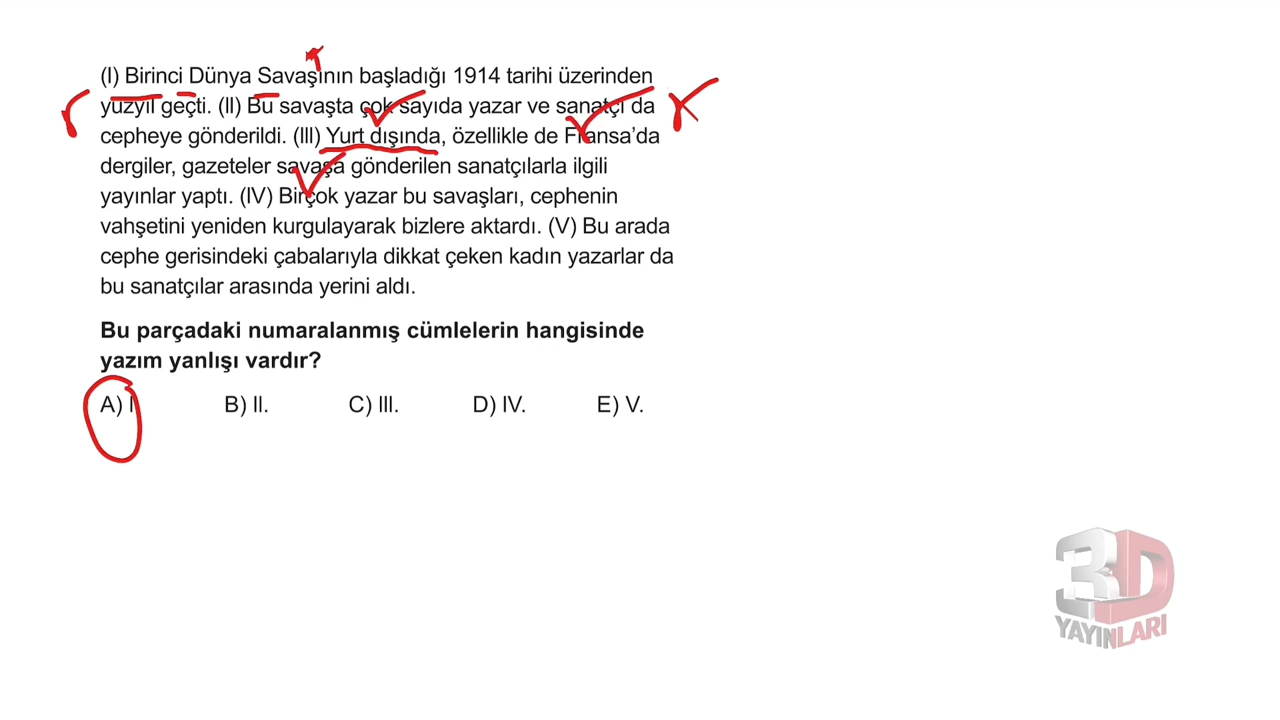 (I) Birinci Dünya Savaşının başladığı 1914 tarihi üzerinden
yüzyıl geçti. (II) Bu savaşta çok sayıda yazar ve sanatçı da
cepheye gönderildi. (III) Yurt dışında, özellikle de Fransa’da
dergiler, gazeteler savaşa gönderilen sanatçılarla ilgili
yayınlar yaptı. (IV) Birçok yazar bu savaşları, cephenin
vahşetini yeniden kurgulayarak bizlere aktardı. (V) Bu arada
cephe gerisindeki çabalarıyla dikkat çeken kadın yazarlar da
bu sanatçılar arasında yerini aldı.
Bu parçadaki numaralanmış cümlelerin hangisinde
yazım yanlışı vardır?
A) I. B) II. C) III. D) IV. E) V.
3D
YAYINLARI